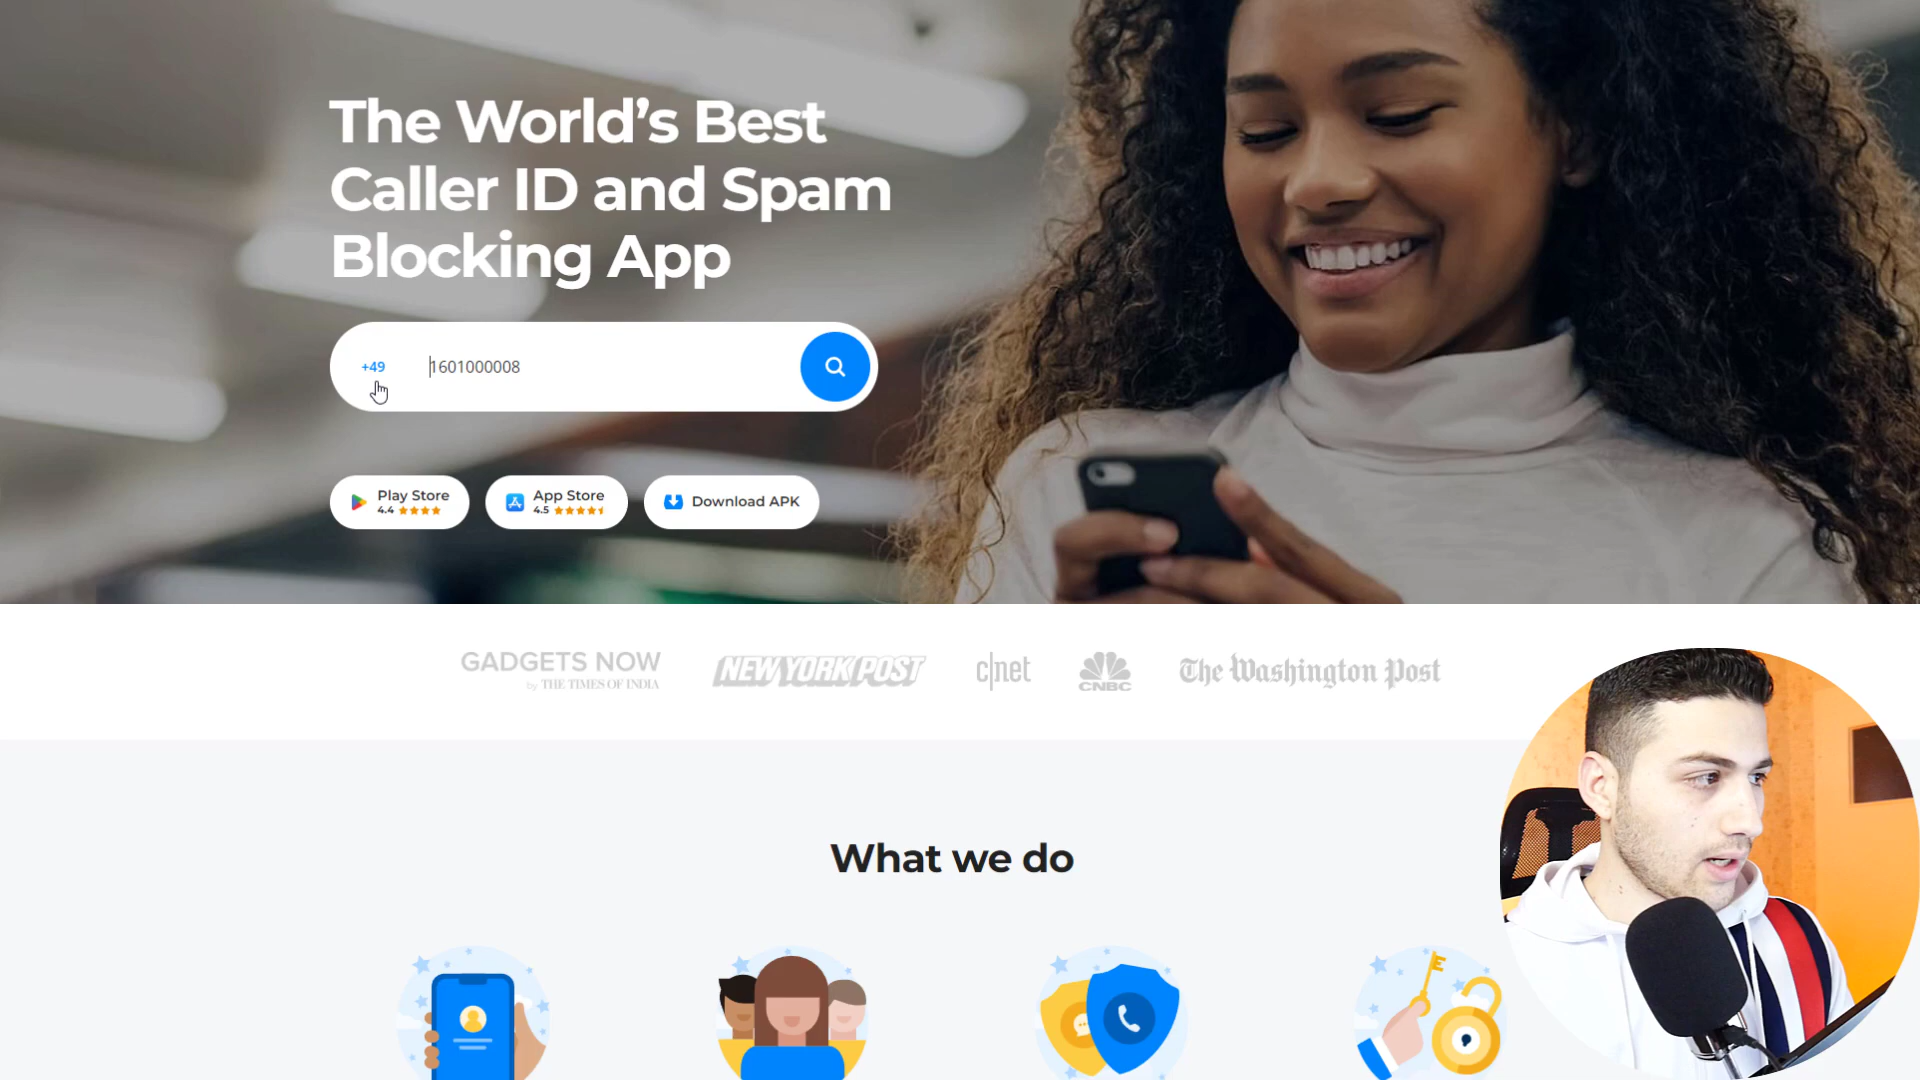 The World’s Best
Caller ID and Spam
Blocking App
+49 1601000008
Play Store
4.4
App Store
4.5
Download APK
GADGETS NOW
by THE TIMES OF INDIA
NEW YORK POST
c|net
CNBC
The Washington Post
What we do